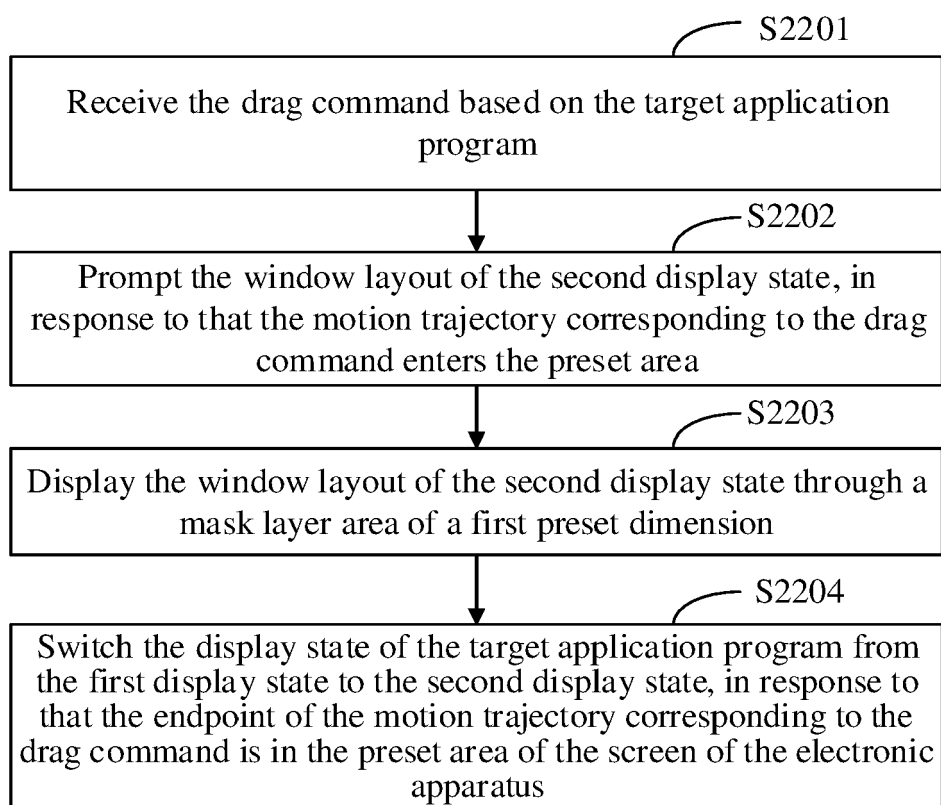 S2201
Receive the drag command based on the target application
program
S2202
Prompt the window layout of the second display state, in
response to that the motion trajectory corresponding to the drag
command enters the preset area
S2203
Display the window layout of the second display state through a
mask layer area of a first preset dimension
S2204
Switch the display state of the target application program from
the first display state to the second display state, in response to
that the endpoint of the motion trajectory corresponding to the
drag command is in the preset area of the screen of the electronic
apparatus